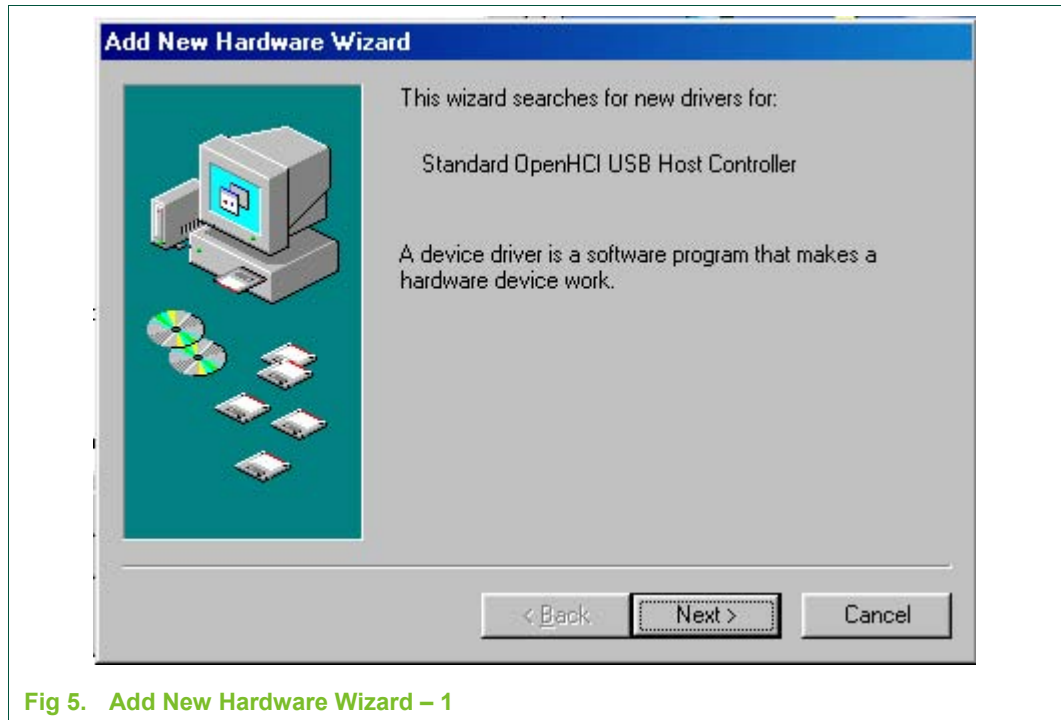 Add New Hardware Wizard
This wizard searches for new drivers for:
Standard OpenHCI USB Host Controller
A device driver is a software program that makes a
hardware device work.
< Back
Next >
Cancel
Fig 5. Add New Hardware Wizard – 1